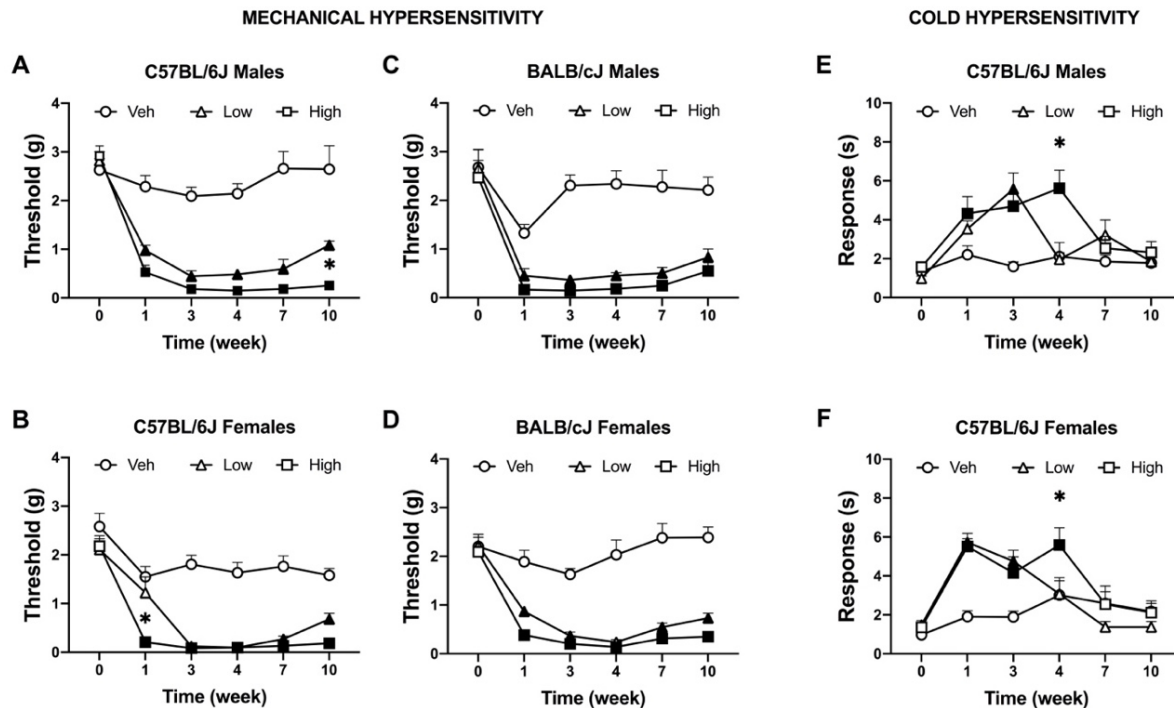 MECHANICAL HYPERSENSITIVITY
COLD HYPERSENSITIVITY
A
C57BL/6J Males
Veh Low High
Threshold (g)
4
3
2
1
0
*
0 1 3 4 7 10
Time (week)
C
BALB/cJ Males
Veh Low High
Threshold (g)
4
3
2
1
0
0 1 3 4 7 10
Time (week)
E
C57BL/6J Males
Veh Low High
Response (s)
10
8
6
4
2
0
*
0 1 3 4 7 10
Time (week)
B
C57BL/6J Females
Veh Low High
Threshold (g)
4
3
2
1
0
*
0 1 3 4 7 10
Time (week)
D
BALB/cJ Females
Veh Low High
Threshold (g)
4
3
2
1
0
0 1 3 4 7 10
Time (week)
F
C57BL/6J Females
Veh Low High
Response (s)
10
8
6
4
2
0
*
0 1 3 4 7 10
Time (week)